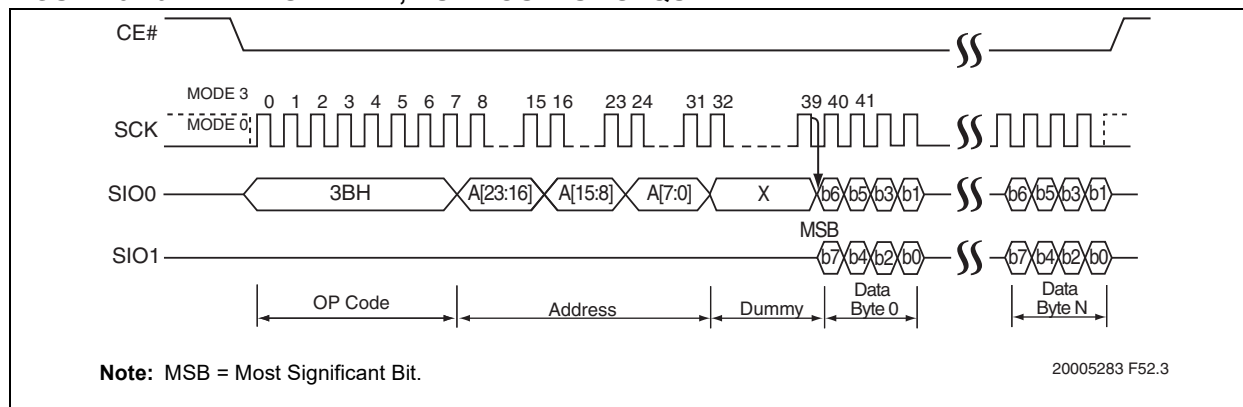 CE#
MODE 3
0 1 2 3 4 5 6 7 8 15 16 23 24 31 32 39 40 41
SCK MODE 0
SIO0 3BH A[23:16] A[15:8] A[7:0] X b6 b5 b3 b1 b6 b5 b3 b1
MSB
SIO1 b7 b4 b2 b0 b7 b4 b2 b0
OP Code Address Dummy Data Byte 0 Data Byte N
Note: MSB = Most Significant Bit.
20005283 F52.3